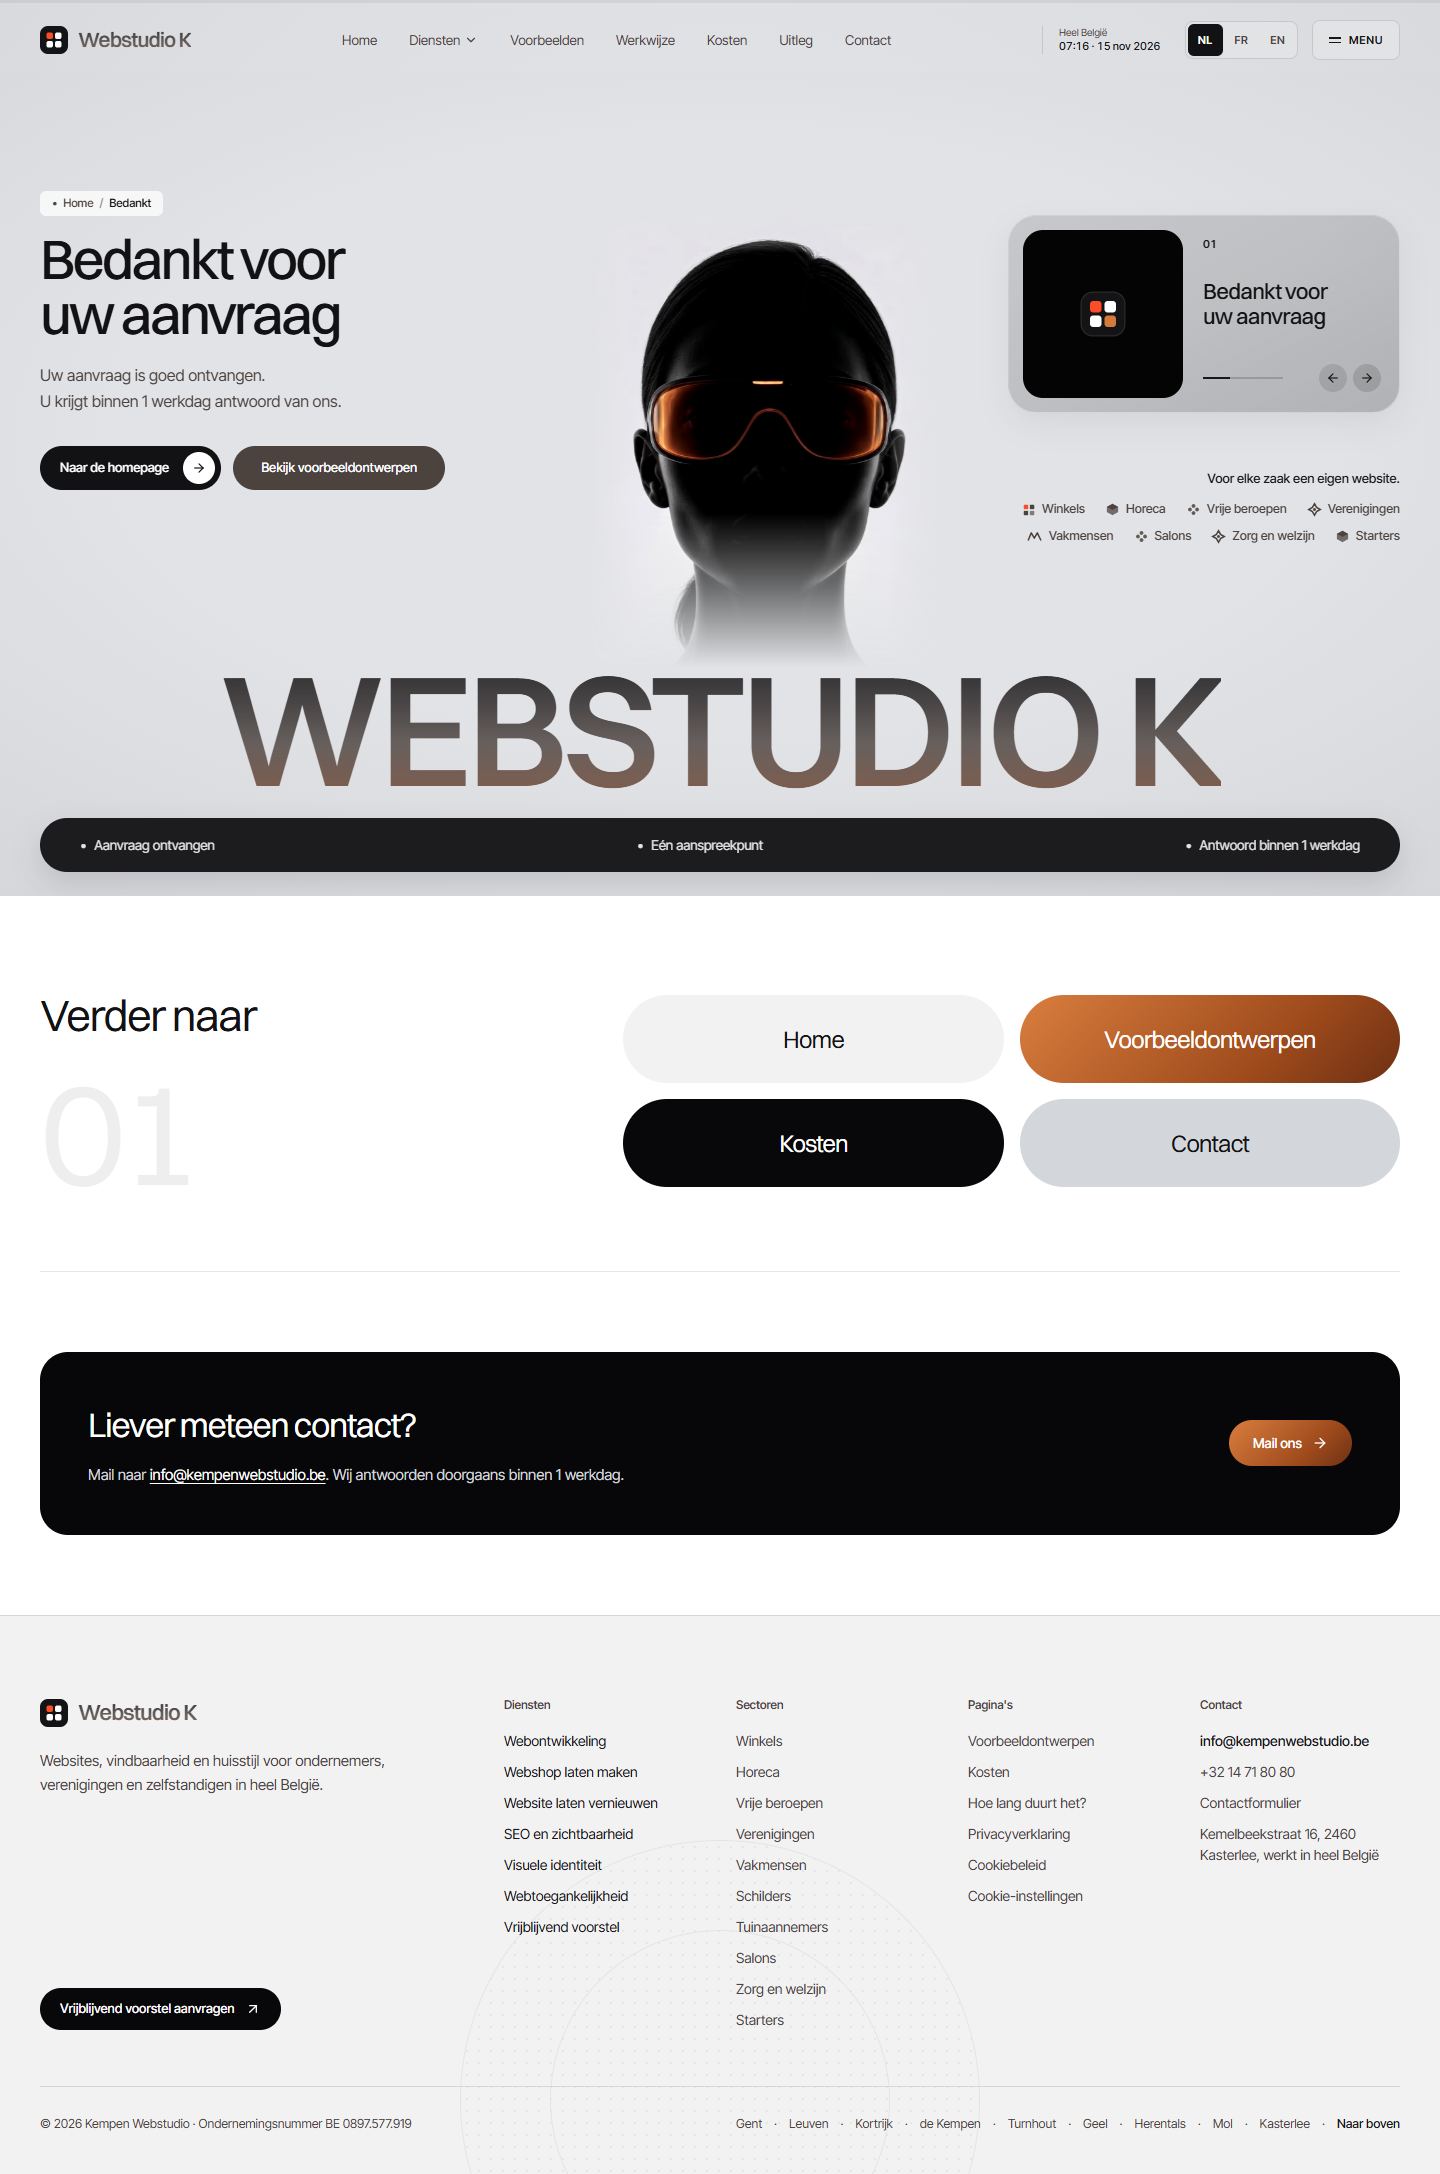 Webstudio K
Home
Diensten
Voorbeelden
Werkwijze
Kosten
Uitleg
Contact
Heel België
07:16 · 15 nov 2026
NL
FR
EN
MENU
Home / Bedankt
Bedankt voor
uw aanvraag
Uw aanvraag is goed ontvangen.
U krijgt binnen 1 werkdag antwoord van ons.
Naar de homepage
Bekijk voorbeeldontwerpen
01
Bedankt voor
uw aanvraag
Voor elke zaak een eigen website.
Winkels
Horeca
Vrije beroepen
Verenigingen
Vakmensen
Salons
Zorg en welzijn
Starters
WEBSTUDIO K
Aanvraag ontvangen
Eén aanspreekpunt
Antwoord binnen 1 werkdag
Verder naar
01
Home
Voorbeeldontwerpen
Kosten
Contact
Liever meteen contact?
Mail naar info@kempenwebstudio.be. Wij antwoorden doorgaans binnen 1 werkdag.
Mail ons
Webstudio K
Websites, vindbaarheid en huisstijl voor ondernemers,
verenigingen en zelfstandigen in heel België.
Vrijblijvend voorstel aanvragen
Diensten
Webontwikkeling
Webshop laten maken
Website laten vernieuwen
SEO en zichtbaarheid
Visuele identiteit
Webtoegankelijkheid
Vrijblijvend voorstel
Sectoren
Winkels
Horeca
Vrije beroepen
Verenigingen
Vakmensen
Schilders
Tuinaannemers
Salons
Zorg en welzijn
Starters
Pagina's
Voorbeeldontwerpen
Kosten
Hoe lang duurt het?
Privacyverklaring
Cookiebeleid
Cookie-instellingen
Contact
info@kempenwebstudio.be
+32 14 71 80 80
Contactformulier
Kemelbeekstraat 16, 2460
Kasterlee, werkt in heel België
© 2026 Kempen Webstudio · Ondernemingsnummer BE 0897.577.919
Gent · Leuven · Kortrijk · de Kempen · Turnhout · Geel · Herentals · Mol · Kasterlee · Naar boven